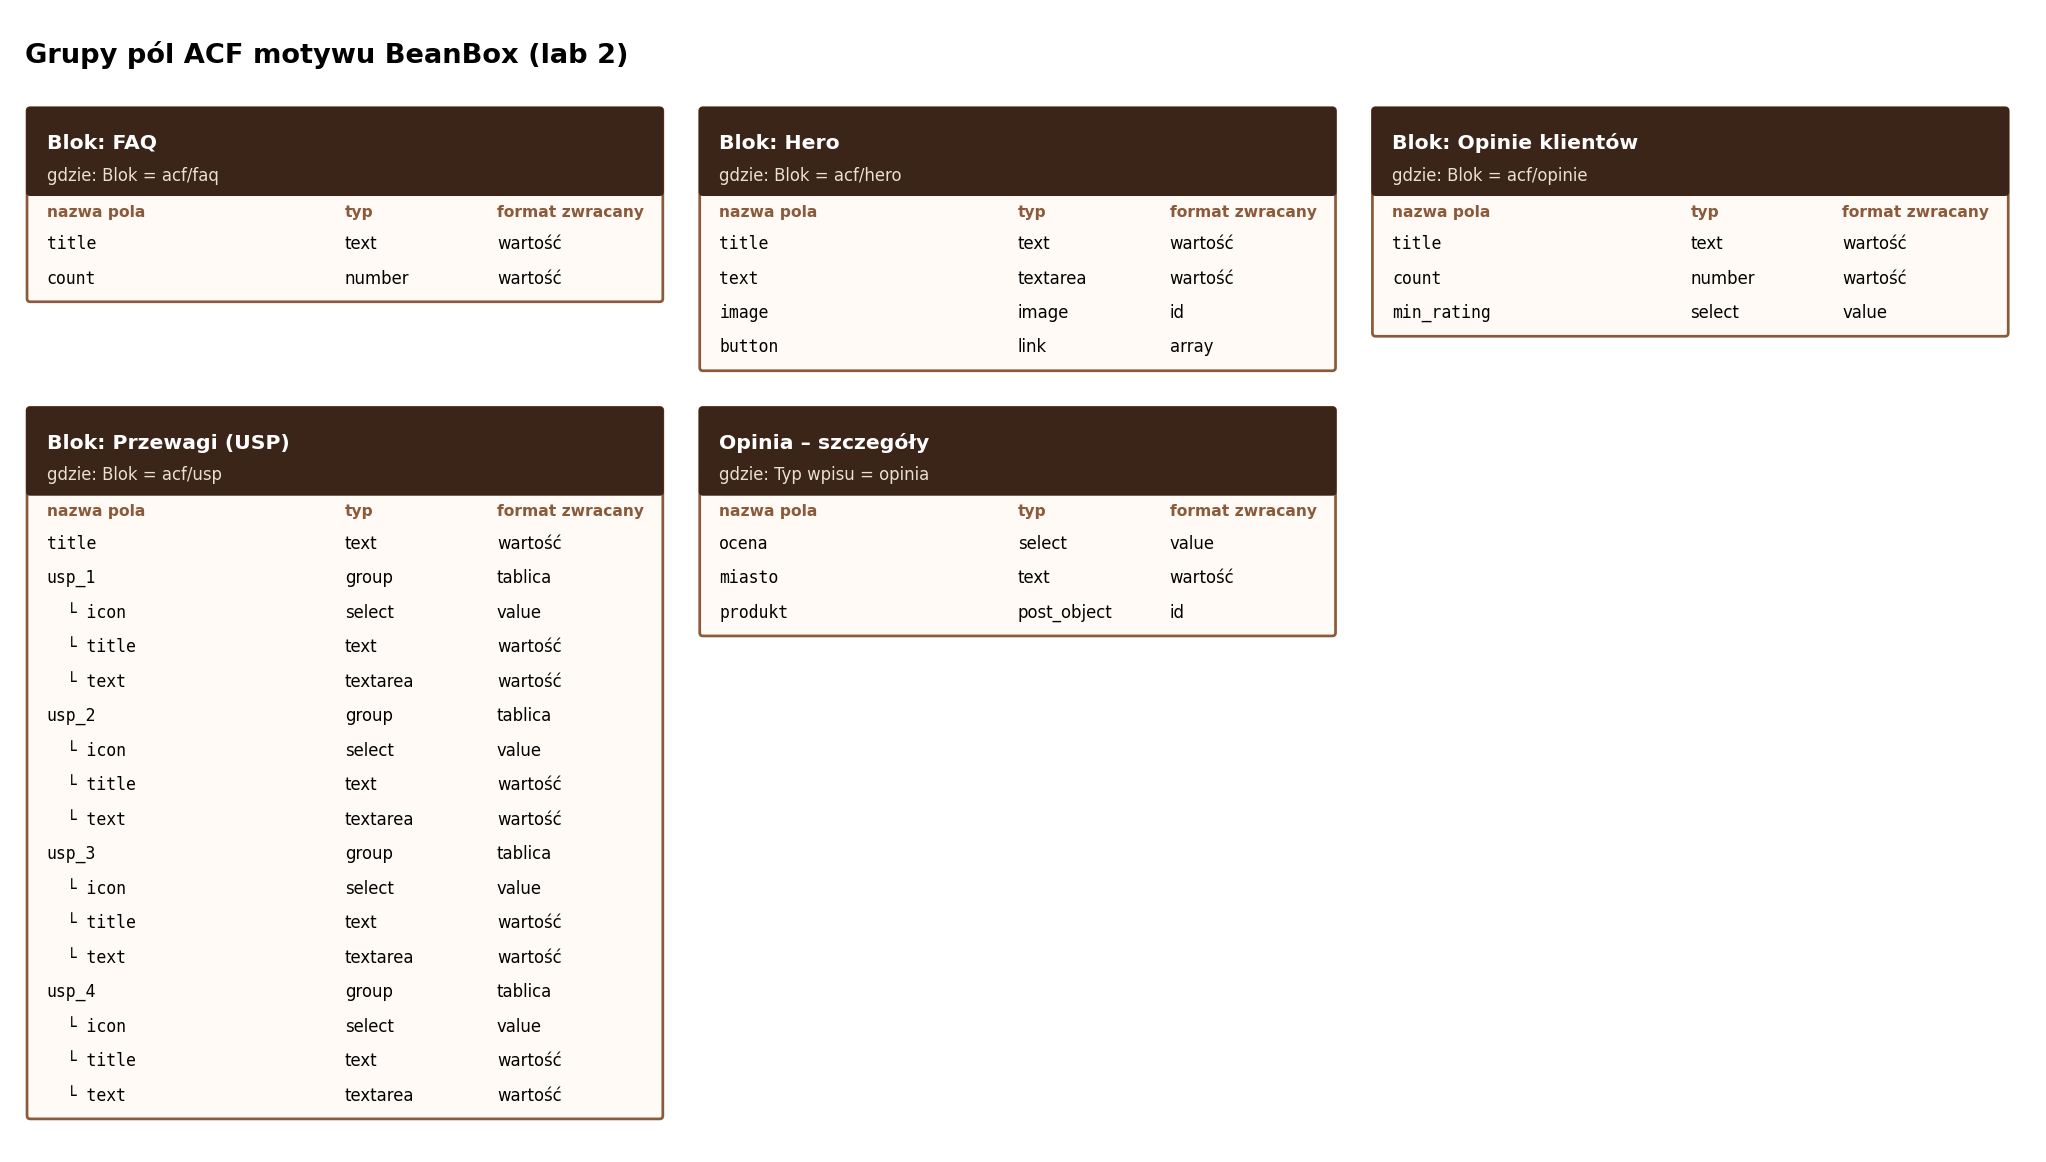 Grupy pól ACF motywu BeanBox (lab 2)
Blok: FAQ
gdzie: Blok = acf/faq
nazwa pola typ format zwracany
title text wartość
count number wartość
Blok: Hero
gdzie: Blok = acf/hero
nazwa pola typ format zwracany
title text wartość
text textarea wartość
image image id
button link array
Blok: Opinie klientów
gdzie: Blok = acf/opinie
nazwa pola typ format zwracany
title text wartość
count number wartość
min_rating select value
Blok: Przewagi (USP)
gdzie: Blok = acf/usp
nazwa pola typ format zwracany
title text wartość
usp_1 group tablica
└ icon select value
└ title text wartość
└ text textarea wartość
usp_2 group tablica
└ icon select value
└ title text wartość
└ text textarea wartość
usp_3 group tablica
└ icon select value
└ title text wartość
└ text textarea wartość
usp_4 group tablica
└ icon select value
└ title text wartość
└ text textarea wartość
Opinia – szczegóły
gdzie: Typ wpisu = opinia
nazwa pola typ format zwracany
ocena select value
miasto text wartość
produkt post_object id